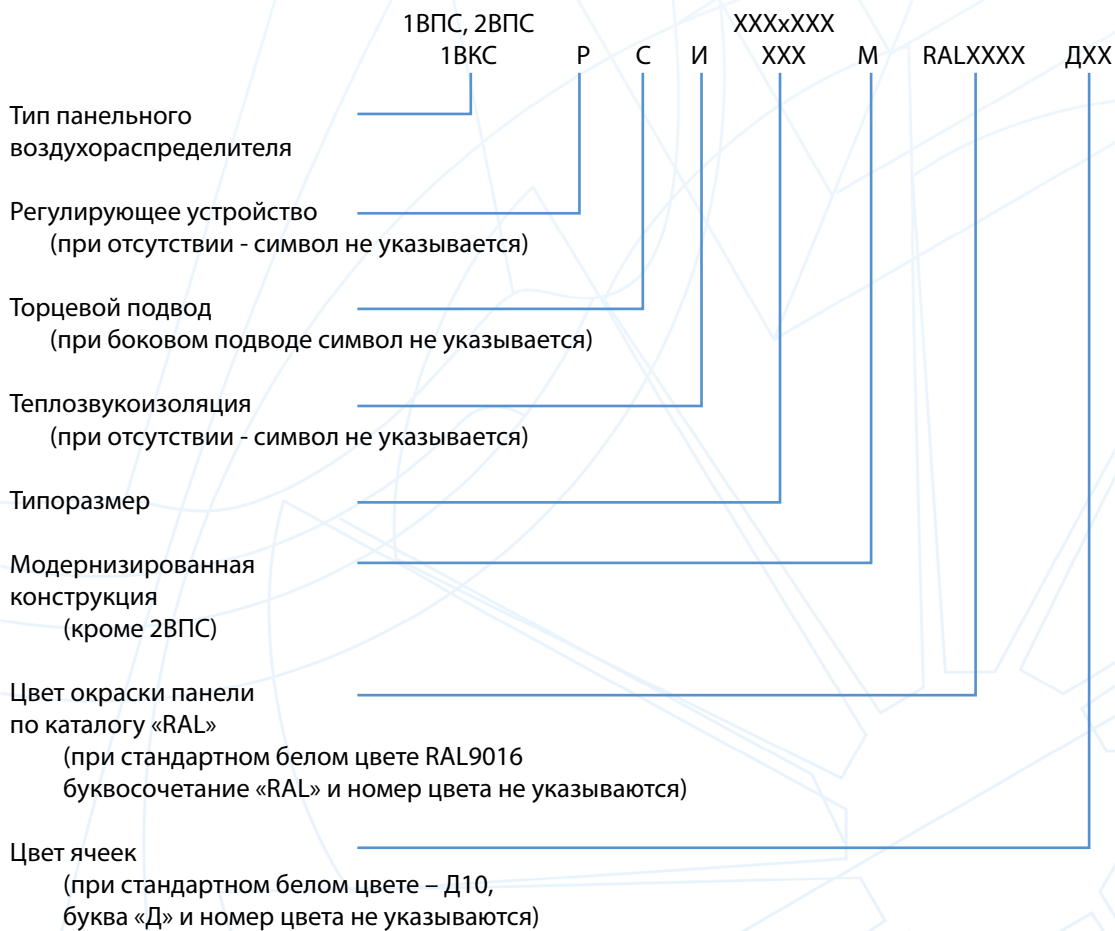 1ВПС, 2ВПС XXXxXXX
1ВКС Р С И XXX М RALXXXX ДХХ
Тип панельного
воздухораспределителя
Регулирующее устройство
(при отсутствии - символ не указывается)
Торцевой подвод
(при боковом подводе символ не указывается)
Теплозвукоизоляция
(при отсутствии - символ не указывается)
Типоразмер
Модернизированная
конструкция
(кроме 2ВПС)
Цвет окраски панели
по каталогу «RAL»
(при стандартном белом цвете RAL9016
буквосочетание «RAL» и номер цвета не указываются)
Цвет ячеек
(при стандартном белом цвете – Д10,
буква «Д» и номер цвета не указываются)